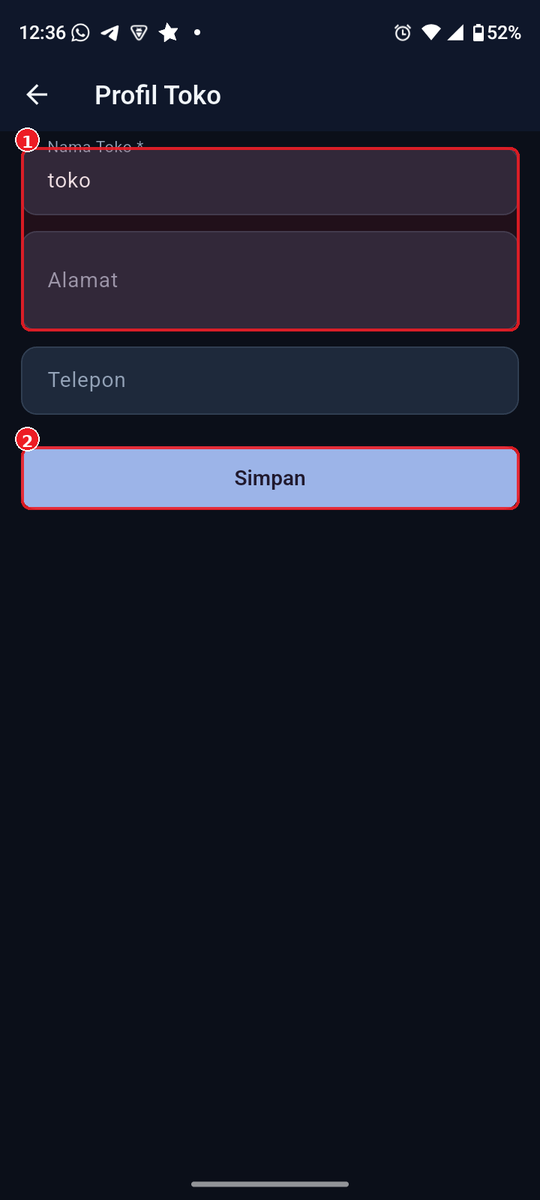 12:36 52%
Profil Toko
1
Nama Toko *
toko
Alamat
Telepon
2
Simpan